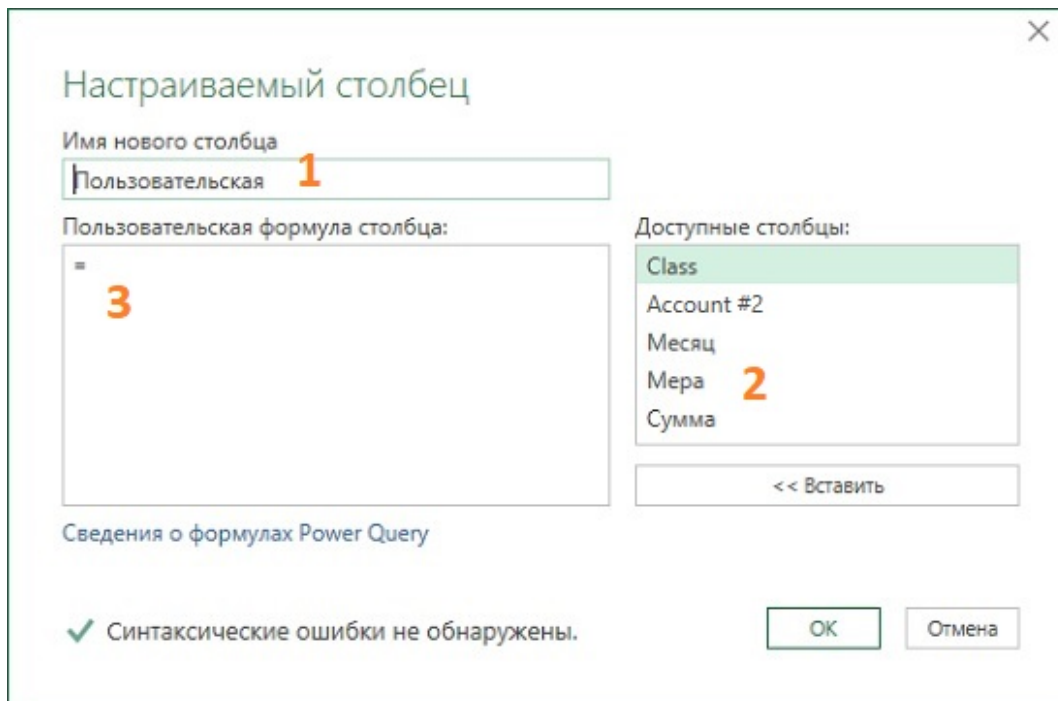 Настраиваемый столбец
Имя нового столбца
Пользовательская 1
Пользовательская формула столбца:
=
3
Доступные столбцы:
Class
Account #2
Месяц
Мера 2
Сумма
<< Вставить
Сведения о формулах Power Query
Синтаксические ошибки не обнаружены.
OK
Отмена